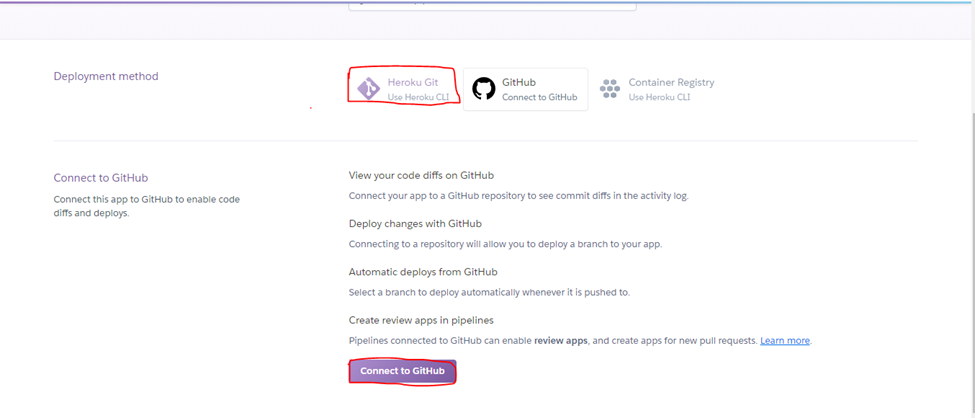 Deployment method
Heroku Git
Use Heroku CLI
GitHub
Connect to GitHub
Container Registry
Use Heroku CLI
Connect to GitHub
Connect this app to GitHub to enable code
diffs and deploys.
View your code diffs on GitHub
Connect your app to a GitHub repository to see commit diffs in the activity log.
Deploy changes with GitHub
Connecting to a repository will allow you to deploy a branch to your app.
Automatic deploys from GitHub
Select a branch to deploy automatically whenever it is pushed to.
Create review apps in pipelines
Pipelines connected to GitHub can enable review apps, and create apps for new pull requests. Learn more.
Connect to GitHub